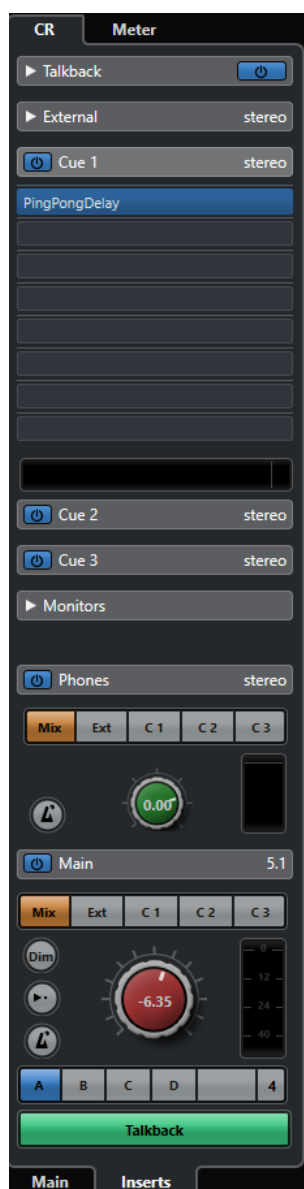 CR Meter
Talkback
External stereo
Cue 1 stereo
PingPongDelay
Cue 2 stereo
Cue 3 stereo
Monitors
Phones stereo
Mix Ext C 1 C 2 C 3
0.00
Main 5.1
Mix Ext C 1 C 2 C 3
Dim
0
12
-6.35
24
40
A B C D 4
Talkback
Main Inserts